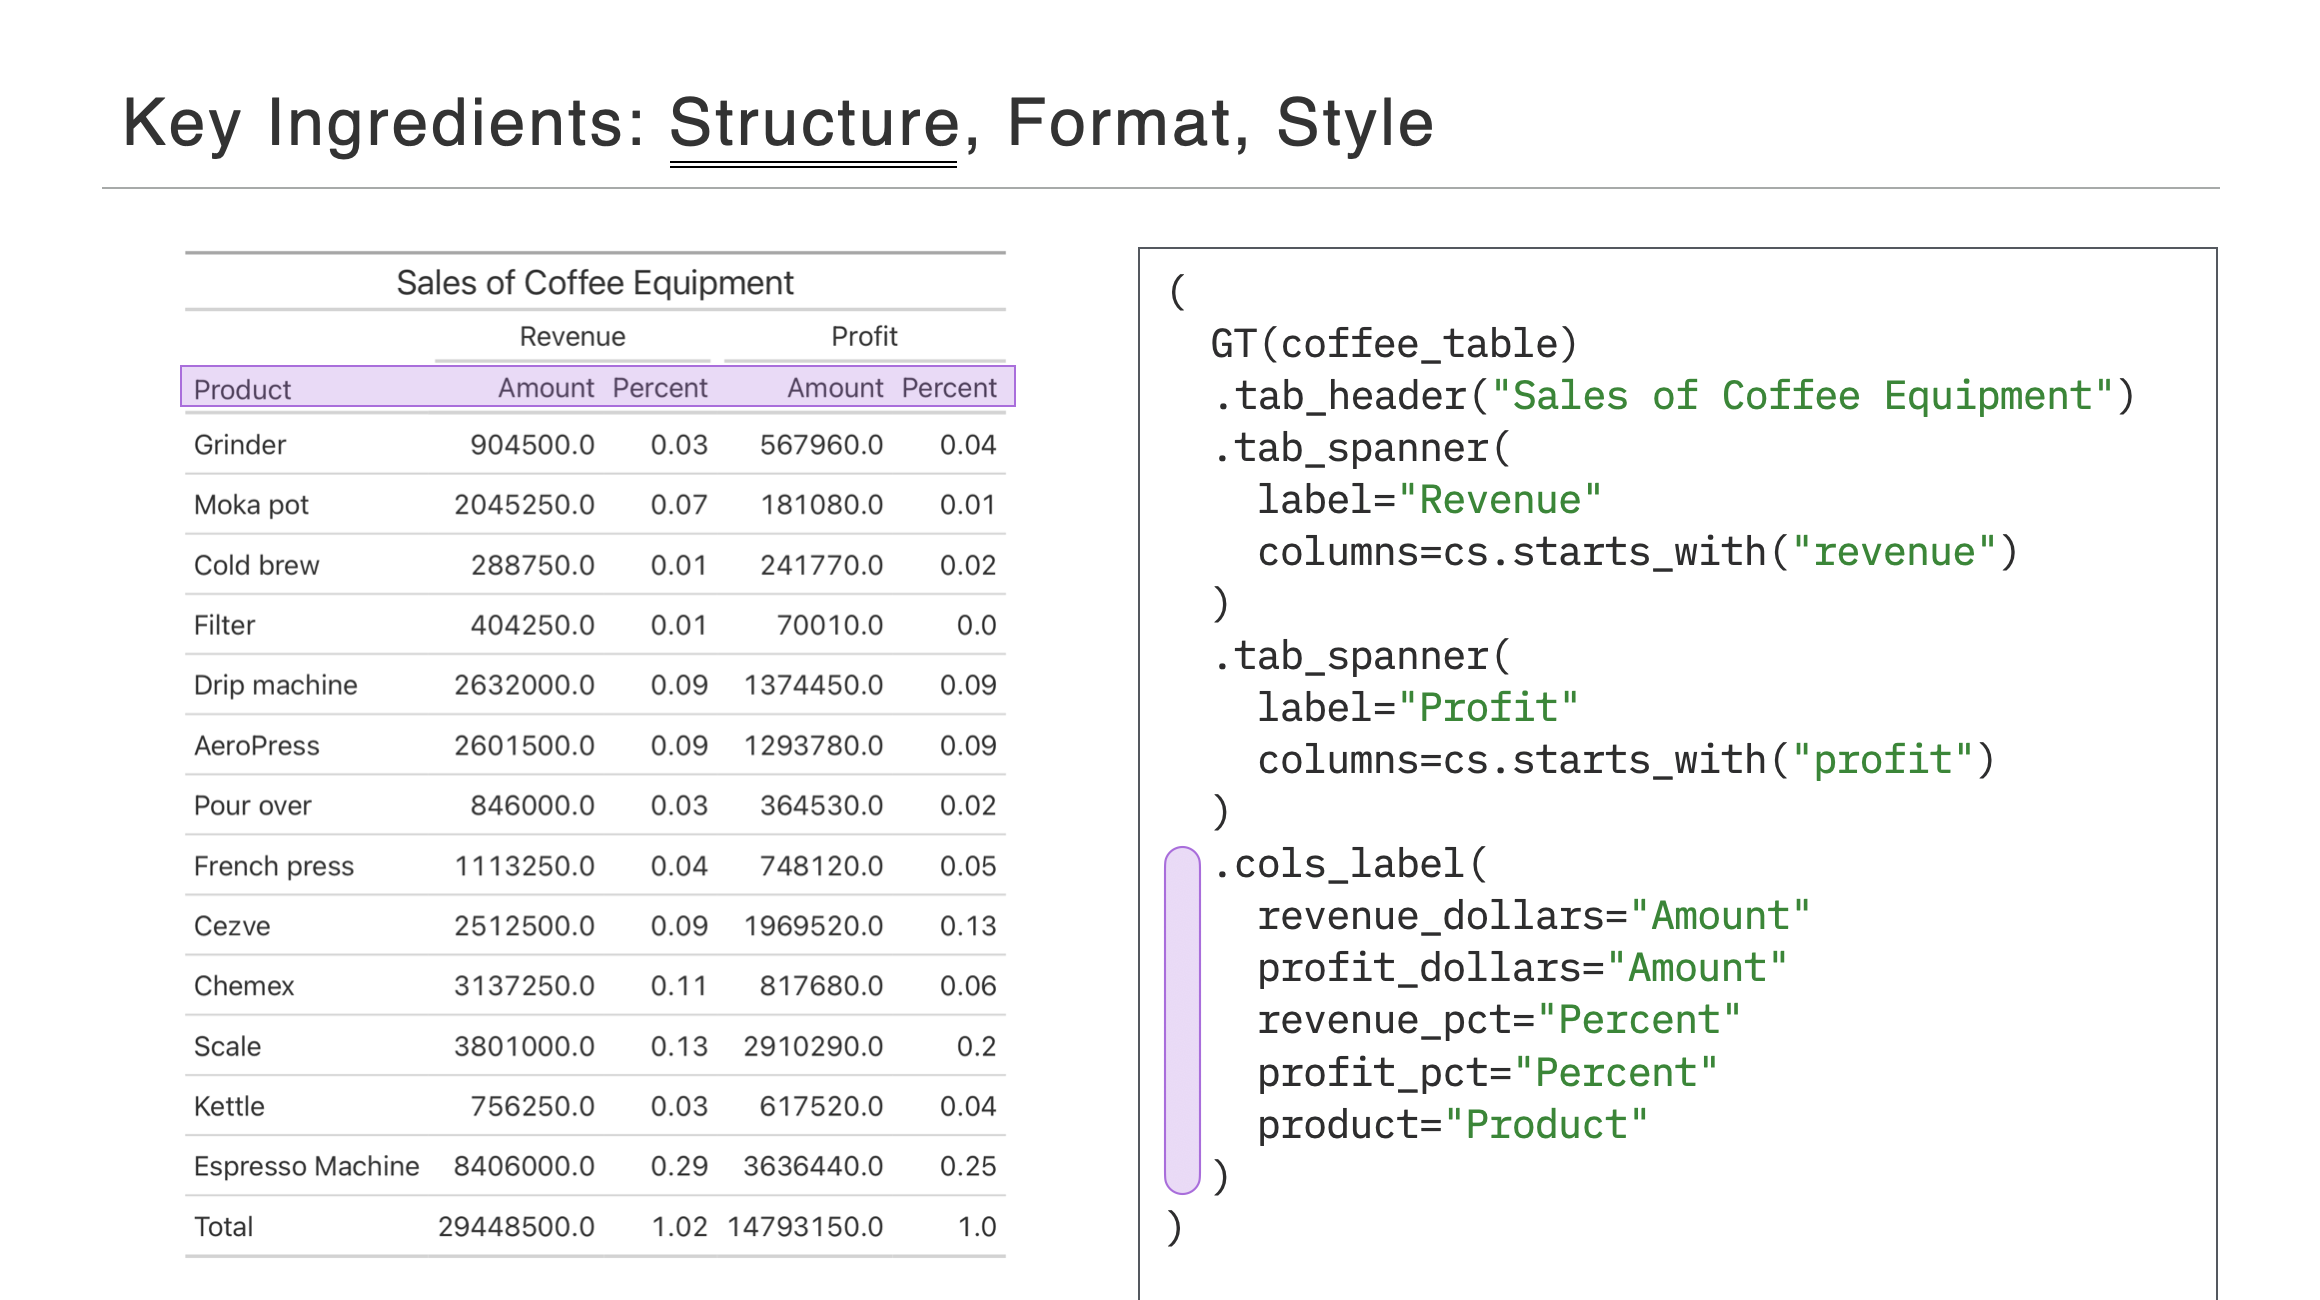 Key Ingredients: Structure, Format, Style
Sales of Coffee Equipment
Revenue Profit
Product Amount Percent Amount Percent
Grinder 904500.0 0.03 567960.0 0.04
Moka pot 2045250.0 0.07 181080.0 0.01
Cold brew 288750.0 0.01 241770.0 0.02
Filter 404250.0 0.01 70010.0 0.0
Drip machine 2632000.0 0.09 1374450.0 0.09
AeroPress 2601500.0 0.09 1293780.0 0.09
Pour over 846000.0 0.03 364530.0 0.02
French press 1113250.0 0.04 748120.0 0.05
Cezve 2512500.0 0.09 1969520.0 0.13
Chemex 3137250.0 0.11 817680.0 0.06
Scale 3801000.0 0.13 2910290.0 0.2
Kettle 756250.0 0.03 617520.0 0.04
Espresso Machine 8406000.0 0.29 3636440.0 0.25
Total 29448500.0 1.02 14793150.0 1.0
(
GT(coffee_table)
.tab_header("Sales of Coffee Equipment")
.tab_spanner(
label="Revenue"
columns=cs.starts_with("revenue")
)
.tab_spanner(
label="Profit"
columns=cs.starts_with("profit")
)
.cols_label(
revenue_dollars="Amount"
profit_dollars="Amount"
revenue_pct="Percent"
profit_pct="Percent"
product="Product"
)
)